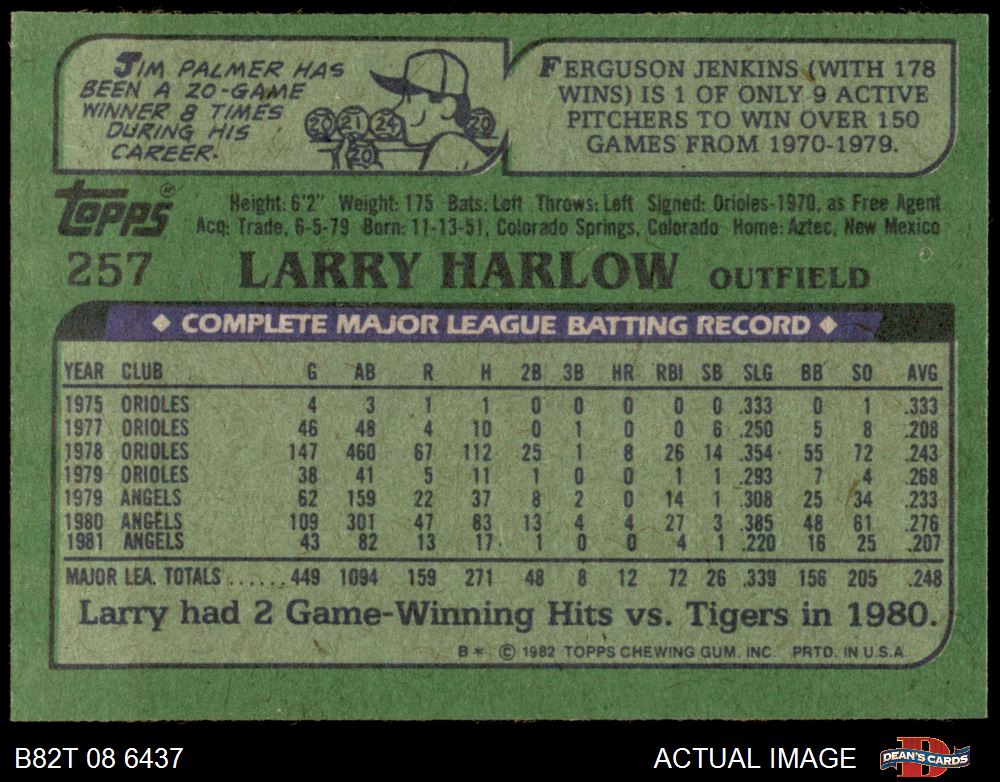 JIM PALMER HAS
BEEN A 20-GAME
WINNER 8 TIMES
DURING HIS
CAREER.
20 21 24 20
20
FERGUSON JENKINS (WITH 178
WINS) IS 1 OF ONLY 9 ACTIVE
PITCHERS TO WIN OVER 150
GAMES FROM 1970-1979.
Topps®
Height: 6'2" Weight: 175 Bats: Left Throws: Left Signed: Orioles-1970, as Free Agent
Acq: Trade, 6-5-79 Born: 11-13-51, Colorado Springs, Colorado Home: Aztec, New Mexico
257 LARRY HARLOW OUTFIELD
COMPLETE MAJOR LEAGUE BATTING RECORD
YEAR CLUB G AB R H 2B 3B HR RBI SB SLG BB SO AVG
1975 ORIOLES 4 3 1 1 0 0 0 0 0 .333 0 1 .333
1977 ORIOLES 46 48 4 10 0 1 0 0 6 .250 5 8 .208
1978 ORIOLES 147 460 67 112 25 1 8 26 14 .354 55 72 .243
1979 ORIOLES 38 41 5 11 1 0 0 1 1 .293 7 4 .268
1979 ANGELS 62 159 22 37 8 2 0 14 1 .308 25 34 .233
1980 ANGELS 109 301 47 83 13 4 4 27 3 .385 48 61 .276
1981 ANGELS 43 82 13 17 1 0 0 4 1 .220 16 25 .207
MAJOR LEA. TOTALS ...... 449 1094 159 271 48 8 12 72 26 .339 156 205 .248
Larry had 2 Game-Winning Hits vs. Tigers in 1980.
B* © 1982 TOPPS CHEWING GUM, INC. PRTD. IN U.S.A.
B82T 08 6437 ACTUAL IMAGE D DEAN'S CARDS